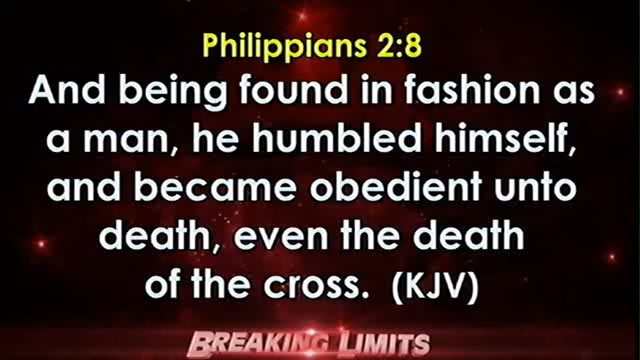 Philippians 2:8
And being found in fashion as
a man, he humbled himself,
and became obedient unto
death, even the death
of the cross. (KJV)
BREAKING LIMITS